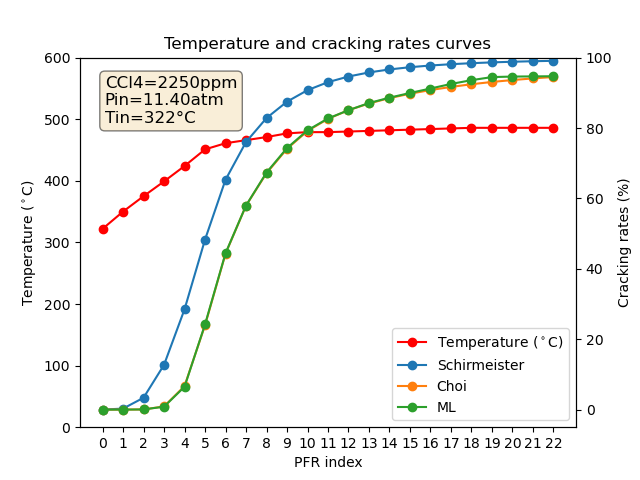 Temperature and cracking rates curves
CCl4=2250ppm
Pin=11.40atm
Tin=322°C
600
500
400
300
200
100
0
Temperature (°C)
100
80
60
40
20
0
Cracking rates (%)
Temperature (°C)
Schirmeister
Choi
ML
0 1 2 3 4 5 6 7 8 9 10 11 12 13 14 15 16 17 18 19 20 21 22
PFR index